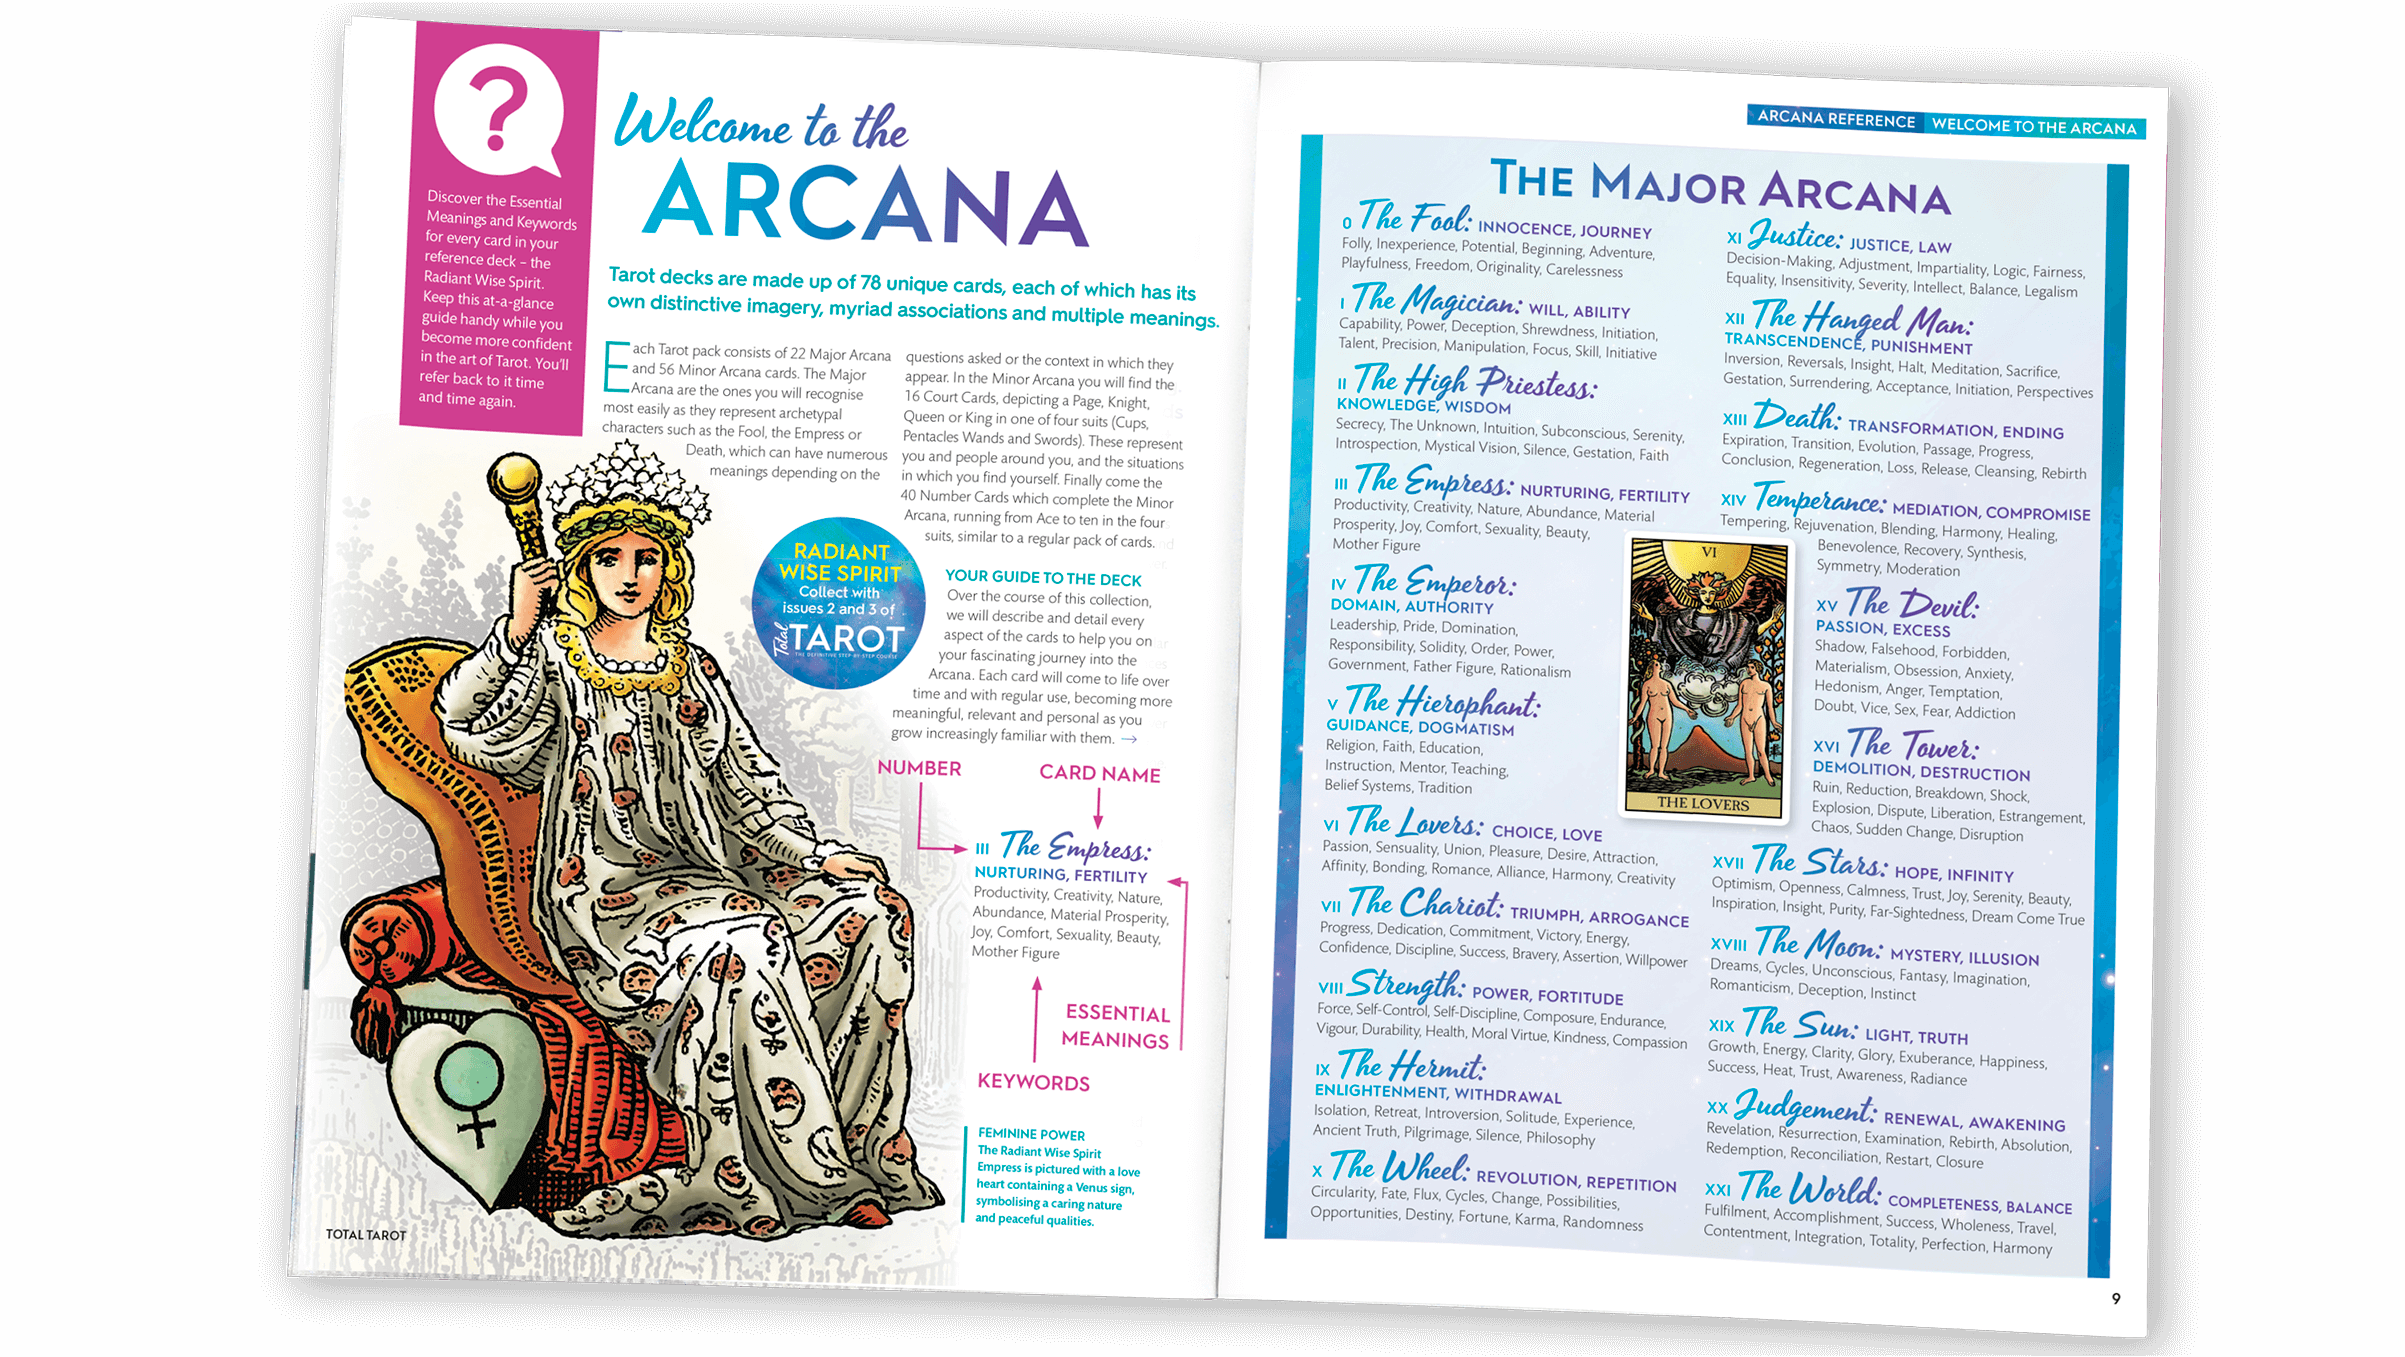 ?
Discover the Essential
Meanings and Keywords
for every card in your
reference deck – the
Radiant Wise Spirit.
Keep this at-a-glance
guide handy while you
become more confident
in the art of Tarot. You'll
refer back to it time
and time again.
Welcome to the
ARCANA
Tarot decks are made up of 78 unique cards, each of which has its
own distinctive imagery, myriad associations and multiple meanings.
Each Tarot pack consists of 22 Major Arcana
and 56 Minor Arcana cards. The Major
Arcana are the ones you will recognise
most easily as they represent archetypal
characters such as the Fool, the Empress or
Death, which can have numerous
meanings depending on the
questions asked or the context in which they
appear. In the Minor Arcana you will find the
16 Court Cards, depicting a Page, Knight,
Queen or King in one of four suits (Cups,
Pentacles Wands and Swords). These represent
you and people around you, and the situations
in which you find yourself. Finally come the
40 Number Cards which complete the Minor
Arcana, running from Ace to ten in the four
suits, similar to a regular pack of cards.
RADIANT
WISE SPIRIT
Collect with
issues 2 and 3 of
Total TAROT
THE DEFINITIVE STEP-BY-STEP COURSE
YOUR GUIDE TO THE DECK
Over the course of this collection,
we will describe and detail every
aspect of the cards to help you on
your fascinating journey into the
Arcana. Each card will come to life over
time and with regular use, becoming more
meaningful, relevant and personal as you
grow increasingly familiar with them. →
NUMBER
CARD NAME
III The Empress:
NURTURING, FERTILITY
Productivity, Creativity, Nature,
Abundance, Material Prosperity,
Joy, Comfort, Sexuality, Beauty,
Mother Figure
ESSENTIAL
MEANINGS
KEYWORDS
FEMININE POWER
The Radiant Wise Spirit
Empress is pictured with a love
heart containing a Venus sign,
symbolising a caring nature
and peaceful qualities.
TOTAL TAROT
ARCANA REFERENCE WELCOME TO THE ARCANA
THE MAJOR ARCANA
0 The Fool: INNOCENCE, JOURNEY
Folly, Inexperience, Potential, Beginning, Adventure,
Playfulness, Freedom, Originality, Carelessness
I The Magician: WILL, ABILITY
Capability, Power, Deception, Shrewdness, Initiation,
Talent, Precision, Manipulation, Focus, Skill, Initiative
II The High Priestess:
KNOWLEDGE, WISDOM
Secrecy, The Unknown, Intuition, Subconscious, Serenity,
Introspection, Mystical Vision, Silence, Gestation, Faith
III The Empress: NURTURING, FERTILITY
Productivity, Creativity, Nature, Abundance, Material
Prosperity, Joy, Comfort, Sexuality, Beauty,
Mother Figure
IV The Emperor:
DOMAIN, AUTHORITY
Leadership, Pride, Domination,
Responsibility, Solidity, Order, Power,
Government, Father Figure, Rationalism
V The Hierophant:
GUIDANCE, DOGMATISM
Religion, Faith, Education,
Instruction, Mentor, Teaching,
Belief Systems, Tradition
VI The Lovers: CHOICE, LOVE
Passion, Sensuality, Union, Pleasure, Desire, Attraction,
Affinity, Bonding, Romance, Alliance, Harmony, Creativity
VII The Chariot: TRIUMPH, ARROGANCE
Progress, Dedication, Commitment, Victory, Energy,
Confidence, Discipline, Success, Bravery, Assertion, Willpower
VIII Strength: POWER, FORTITUDE
Force, Self-Control, Self-Discipline, Composure, Endurance,
Vigour, Durability, Health, Moral Virtue, Kindness, Compassion
IX The Hermit:
ENLIGHTENMENT, WITHDRAWAL
Isolation, Retreat, Introversion, Solitude, Experience,
Ancient Truth, Pilgrimage, Silence, Philosophy
X The Wheel: REVOLUTION, REPETITION
Circularity, Fate, Flux, Cycles, Change, Possibilities,
Opportunities, Destiny, Fortune, Karma, Randomness
XI Justice: JUSTICE, LAW
Decision-Making, Adjustment, Impartiality, Logic, Fairness,
Equality, Insensitivity, Severity, Intellect, Balance, Legalism
XII The Hanged Man:
TRANSCENDENCE, PUNISHMENT
Inversion, Reversals, Insight, Halt, Meditation, Sacrifice,
Gestation, Surrendering, Acceptance, Initiation, Perspectives
XIII Death: TRANSFORMATION, ENDING
Expiration, Transition, Evolution, Passage, Progress,
Conclusion, Regeneration, Loss, Release, Cleansing, Rebirth
XIV Temperance: MEDIATION, COMPROMISE
Tempering, Rejuvenation, Blending, Harmony, Healing,
Benevolence, Recovery, Synthesis,
Symmetry, Moderation
VI
THE LOVERS
XV The Devil:
PASSION, EXCESS
Shadow, Falsehood, Forbidden,
Materialism, Obsession, Anxiety,
Hedonism, Anger, Temptation,
Doubt, Vice, Sex, Fear, Addiction
XVI The Tower:
DEMOLITION, DESTRUCTION
Ruin, Reduction, Breakdown, Shock,
Explosion, Dispute, Liberation, Estrangement,
Chaos, Sudden Change, Disruption
XVII The Stars: HOPE, INFINITY
Optimism, Openness, Calmness, Trust, Joy, Serenity, Beauty,
Inspiration, Insight, Purity, Far-Sightedness, Dream Come True
XVIII The Moon: MYSTERY, ILLUSION
Dreams, Cycles, Unconscious, Fantasy, Imagination,
Romanticism, Deception, Instinct
XIX The Sun: LIGHT, TRUTH
Growth, Energy, Clarity, Glory, Exuberance, Happiness,
Success, Heat, Trust, Awareness, Radiance
XX Judgement: RENEWAL, AWAKENING
Revelation, Resurrection, Examination, Rebirth, Absolution,
Redemption, Reconciliation, Restart, Closure
XXI The World: COMPLETENESS, BALANCE
Fulfilment, Accomplishment, Success, Wholeness, Travel,
Contentment, Integration, Totality, Perfection, Harmony
9